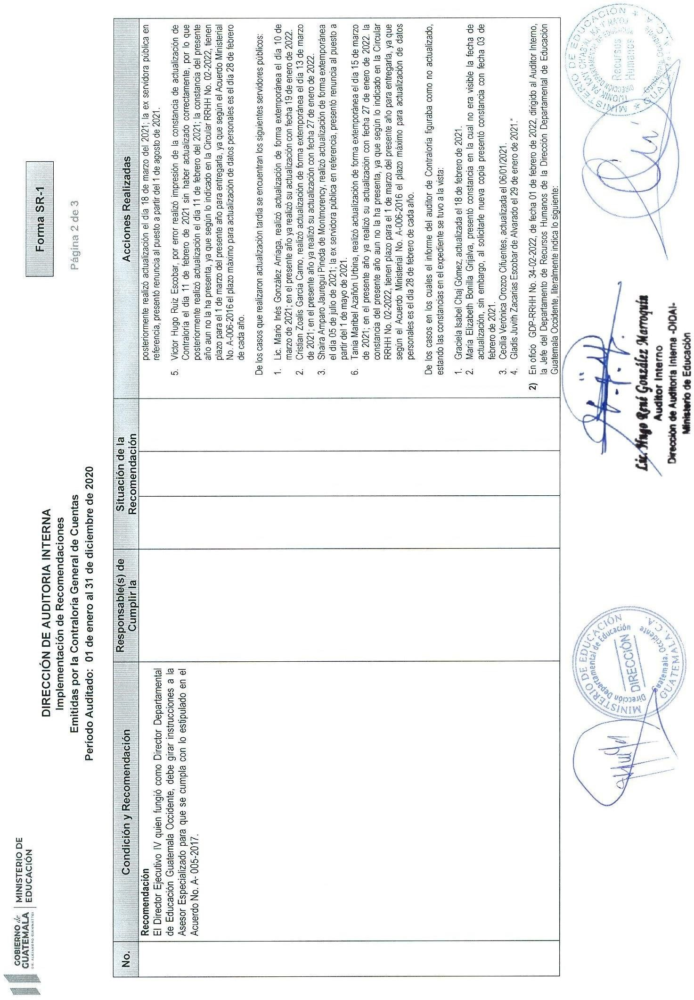 GOBIERNO de
GUATEMALA
DR. ALEJANDRO GIAMMATTEI
MINISTERIO DE
EDUCACIÓN
DIRECCIÓN DE AUDITORIA INTERNA
Implementación de Recomendaciones
Emitidas por la Contraloría General de Cuentas
Período Auditado: 01 de enero al 31 de diciembre de 2020
Forma SR-1
Página 2 de 3
No.
Condición y Recomendación
Responsable(s) de
Cumplir la
Situación de la
Recomendación
Acciones Realizadas
Recomendación
El Director Ejecutivo IV quien fungió como Director Departamental
de Educación Guatemala Occidente, debe girar instrucciones a la
Asesor Especializado para que se cumpla con lo estipulado en el
Acuerdo No. A- 005-2017.
posteriormente realizó actualización el día 18 de marzo del 2021; la ex servidora pública en
referencia, presentó renuncia al puesto a partir del 1 de agosto de 2021.
5. Víctor Hugo Ruiz Escobar, por error realizó impresión de la constancia de actualización de
Contraloría el día 11 de febrero de 2021 sin haber actualizado correctamente, por lo que
posteriormente realizó actualización el día 11 de febrero del 2021; la constancia del presente
año aun no la ha presenta, ya que según lo indicado en la Circular RRHH No. 02-2022, tienen
plazo para el 1 de marzo del presente año para entregarla, ya que según el Acuerdo Ministerial
No. A-006-2016 el plazo máximo para actualización de datos personales es el día 28 de febrero
de cada año.
De los casos que realizaron actualización tardía se encuentran los siguientes servidores públicos:
1. Lic. Mario Inés González Arriaga, realizó actualización de forma extemporánea el día 10 de
marzo de 2021; en el presente año ya realizó su actualización con fecha 19 de enero de 2022.
2. Cristian Zoalis García Camo, realizó actualización de forma extemporánea el día 13 de marzo
de 2021; en el presente año ya realizó su actualización con fecha 27 de enero de 2022.
3. Shaira Amparo Jauregui Pineda de Montmorency, realizó actualización de forma extemporánea
el día 05 de julio de 2021; la ex servidora pública en referencia, presentó renuncia al puesto a
partir del 1 de mayo de 2021.
6. Tania Maribel Azañón Urbina, realizó actualización de forma extemporánea el día 15 de marzo
de 2021; en el presente año ya realizó su actualización con fecha 27 de enero de 2022. la
constancia del presente año aun no la ha presenta, ya que según lo indicado en la Circular
RRHH No. 02-2022, tienen plazo para el 1 de marzo del presente año para entregarla, ya que
según el Acuerdo Ministerial No. A-006-2016 el plazo máximo para actualización de datos
personales es el día 28 de febrero de cada año.
De los casos en los cuales el informe del auditor de Contraloría figuraba como no actualizado,
estando las constancias en el expediente se tuvo a la vista:
1. Graciela Isabel Chaj Gómez, actualizada el 18 de febrero de 2021.
2. María Elizabeth Bonilla Grijalva, presentó constancia en la cual no era visible la fecha de
actualización, sin embargo, al solicitarle nueva copia presentó constancia con fecha 03 de
febrero de 2021.
3. Cecilia Verónica Orozco Cifuentes, actualizada el 06/01/2021.
4. Gladis Juvith Zacarias Escobar de Alvarado el 29 de enero de 2021."
2) En oficio GDP-RRHH No. 34-02-2022, de fecha 01 de febrero de 2022, dirigido al Auditor Interno,
la Jefe del Departamento de Recursos Humanos de la Dirección Departamental de Educación
Guatemala Occidente, literalmente indica lo siguiente:
MINISTERIO DE EDUCACIÓN
Dirección Departamental de Educación
DIRECCIÓN
Guatemala, Occidente
GUATEMALA, C.A.
Lic. Hugo René González Marroquín
Auditor Interno
Dirección de Auditoría Interna -DIDAI-
Ministerio de Educación
MINISTERIO DE EDUCACIÓN
DIRECCIÓN DEPARTAMENTAL DE EDUCACIÓN
Recursos
Humanos
Guatemala Occidente
GUATEMALA, C. A.